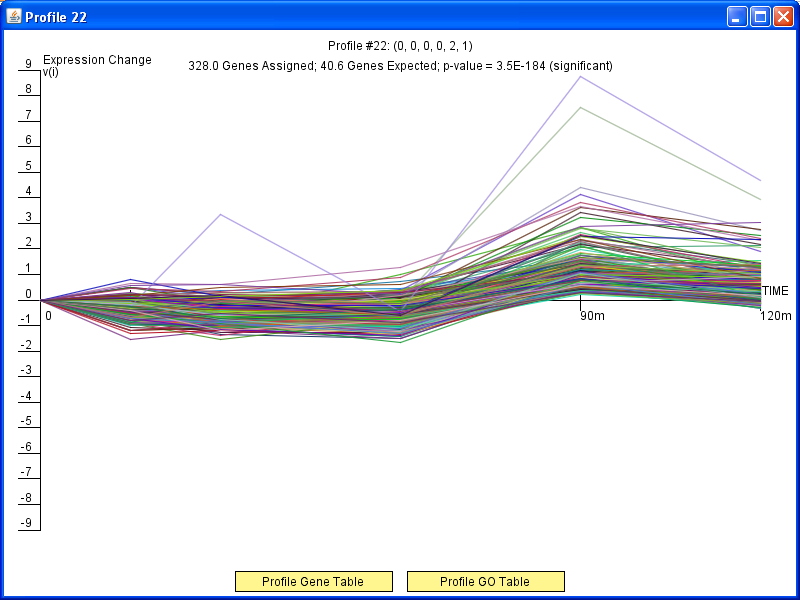 Profile 22
Profile #22: (0, 0, 0, 0, 2, 1)
328.0 Genes Assigned; 40.6 Genes Expected; p-value = 3.5E-184 (significant)
Expression Change
v(i)
9
8
7
6
5
4
3
2
1
0
-1
-2
-3
-4
-5
-6
-7
-8
-9
TIME
0
90m
120m
Profile Gene Table
Profile GO Table